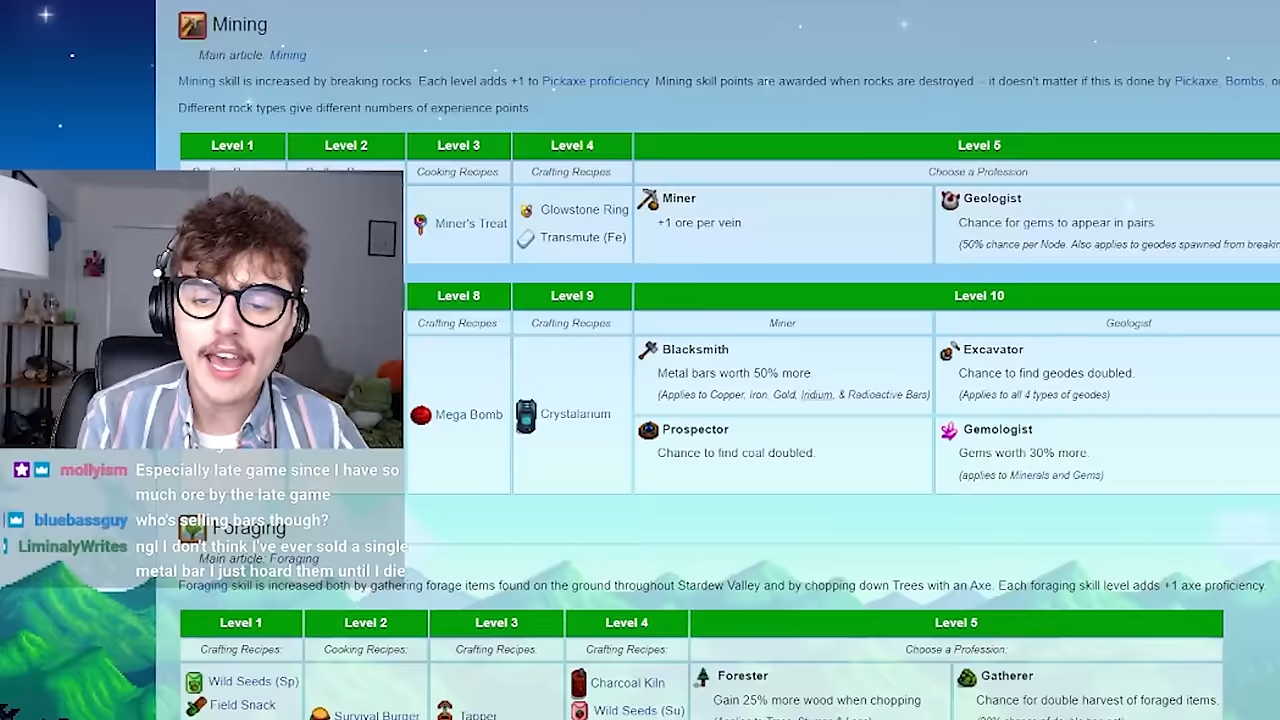 Mining
Main article: Mining
Mining skill is increased by breaking rocks. Each level adds +1 to Pickaxe proficiency. Mining skill points are awarded when rocks are destroyed – it doesn't matter if this is done by Pickaxe, Bombs, or
Different rock types give different numbers of experience points
Level 1 Level 2 Level 3 Level 4 Level 5
Cooking Recipes Crafting Recipes Choose a Profession
Miner's Treat
Glowstone Ring
Transmute (Fe)
Miner
+1 ore per vein
Geologist
Chance for gems to appear in pairs.
(50% chance per Node. Also applies to geodes spawned from
Level 8 Level 9 Level 10
Crafting Recipes Crafting Recipes Miner Geologist
Mega Bomb
Crystalarium
Blacksmith
Metal bars worth 50% more.
(Applies to Copper, Iron, Gold, Iridium, & Radioactive Bars)
Excavator
Chance to find geodes doubled.
(Applies to all 4 types of geodes)
Prospector
Chance to find coal doubled.
Gemologist
Gems worth 30% more.
(applies to Minerals and Gems)
mollyism Especially late game since I have so
much ore by the late game
bluebassguy who's selling bars though?
LiminalyWrites ngl I don't think I've ever sold a single
metal bar I just hoard them until I die
Foraging
Main article: Foraging
Foraging skill is increased both by gathering forage items found on the ground throughout Stardew Valley and by chopping down Trees with an Axe. Each foraging skill level adds +1 axe proficiency.
Level 1 Level 2 Level 3 Level 4 Level 5
Crafting Recipes: Cooking Recipes: Crafting Recipes: Crafting Recipes: Choose a Profession:
Wild Seeds (Sp)
Field Snack
Survival Burger
Tapper
Charcoal Kiln
Wild Seeds (Su)
Forester
Gain 25% more wood when chopping
Gatherer
Chance for double harvest of foraged items.